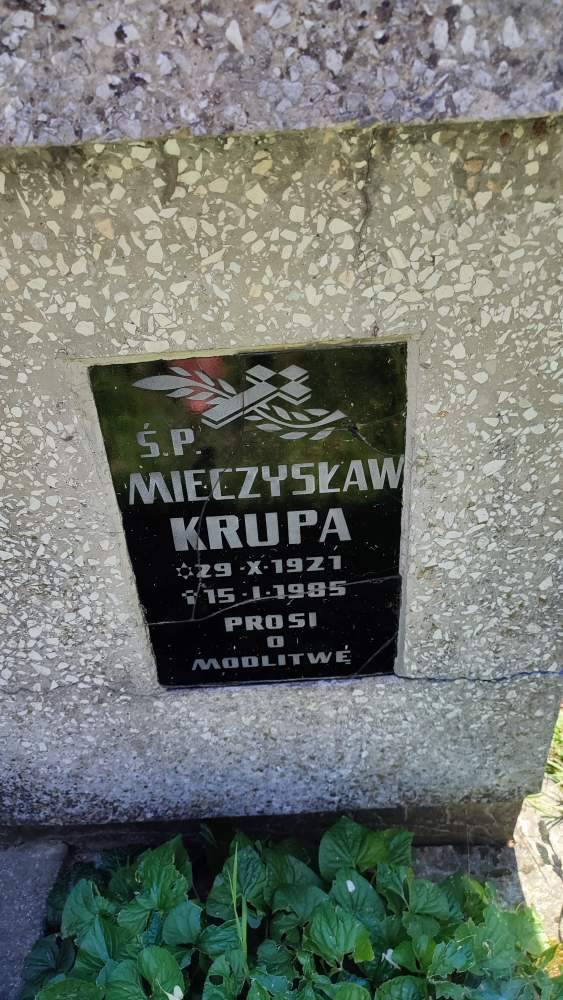 Ś.P.
MIECZYSŁAW
KRUPA
✡29·X·1921
✝15·I·1985
PROSI
O
MODLITWĘ